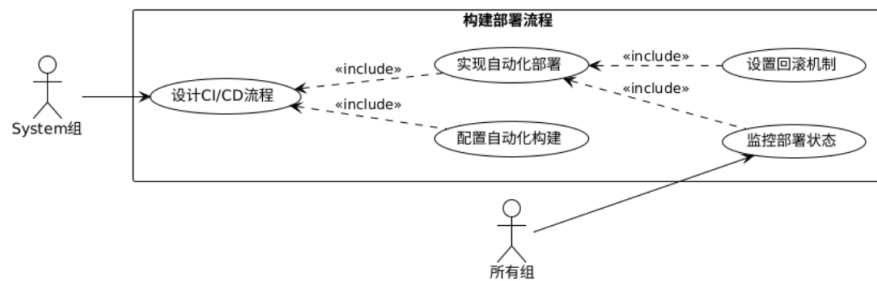 构建部署流程
System组
设计CI/CD流程
«include»
«include»
实现自动化部署
配置自动化构建
«include»
«include»
设置回滚机制
监控部署状态
所有组